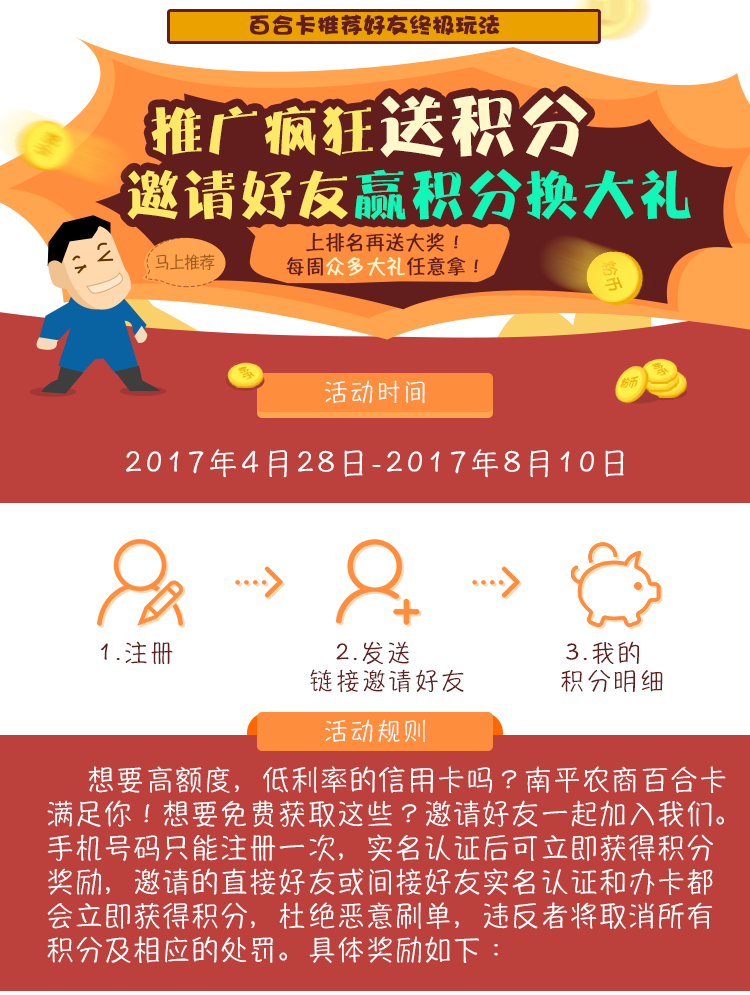 百合卡推荐好友终极玩法
推广疯狂送积分
邀请好友赢积分换大礼
上排名再送大奖！
每周众多大礼任意拿！
马上推荐
活动时间
2017年4月28日-2017年8月10日
1.注册
2.发送
链接邀请好友
3.我的
积分明细
活动规则
想要高额度，低利率的信用卡吗？南平农商百合卡
满足你！想要免费获取这些？邀请好友一起加入我们。
手机号码只能注册一次，实名认证后可立即获得积分
奖励，邀请的直接好友或间接好友实名认证和办卡都
会立即获得积分，杜绝恶意刷单，违反者将取消所有
积分及相应的处罚。具体奖励如下：